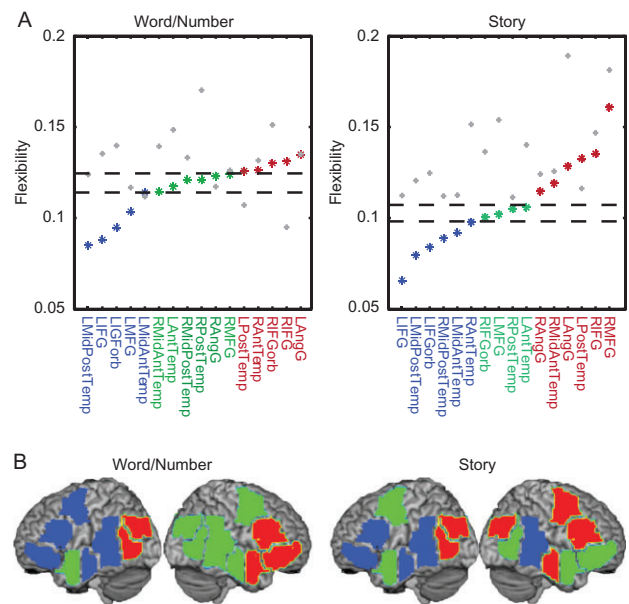 A
Word/Number
Story
0.2
0.15
0.1
0.05
Flexibility
LMidPostTemp
LIFG
LIGForb
LMFG
LMidAntTemp
RMidAntTemp
LAntTemp
RMidPostTemp
RPostTemp
RAngG
RMFG
LPostTemp
RAntTemp
RIFGorb
RIFG
LAngG
0.2
0.15
0.1
0.05
Flexibility
LIFG
LMidPostTemp
LIFGorb
RMidPostTemp
LMidAntTemp
RAntTemp
RIFGorb
LMFG
RPostTemp
LAntTemp
RAngG
RMidAntTemp
LAngG
LPostTemp
RIFG
RMFG
B
Word/Number
Story